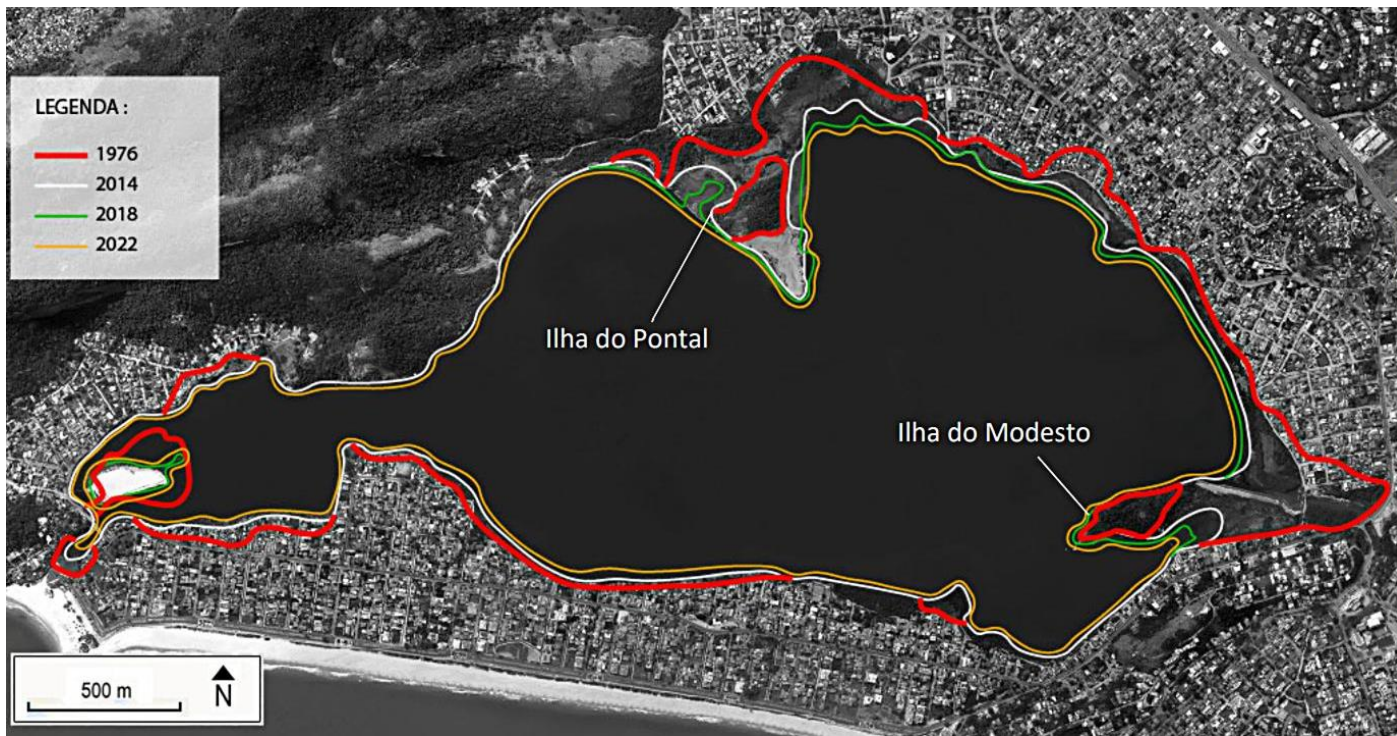 LEGENDA :
1976
2014
2018
2022
Ilha do Pontal
Ilha do Modesto
500 m
N